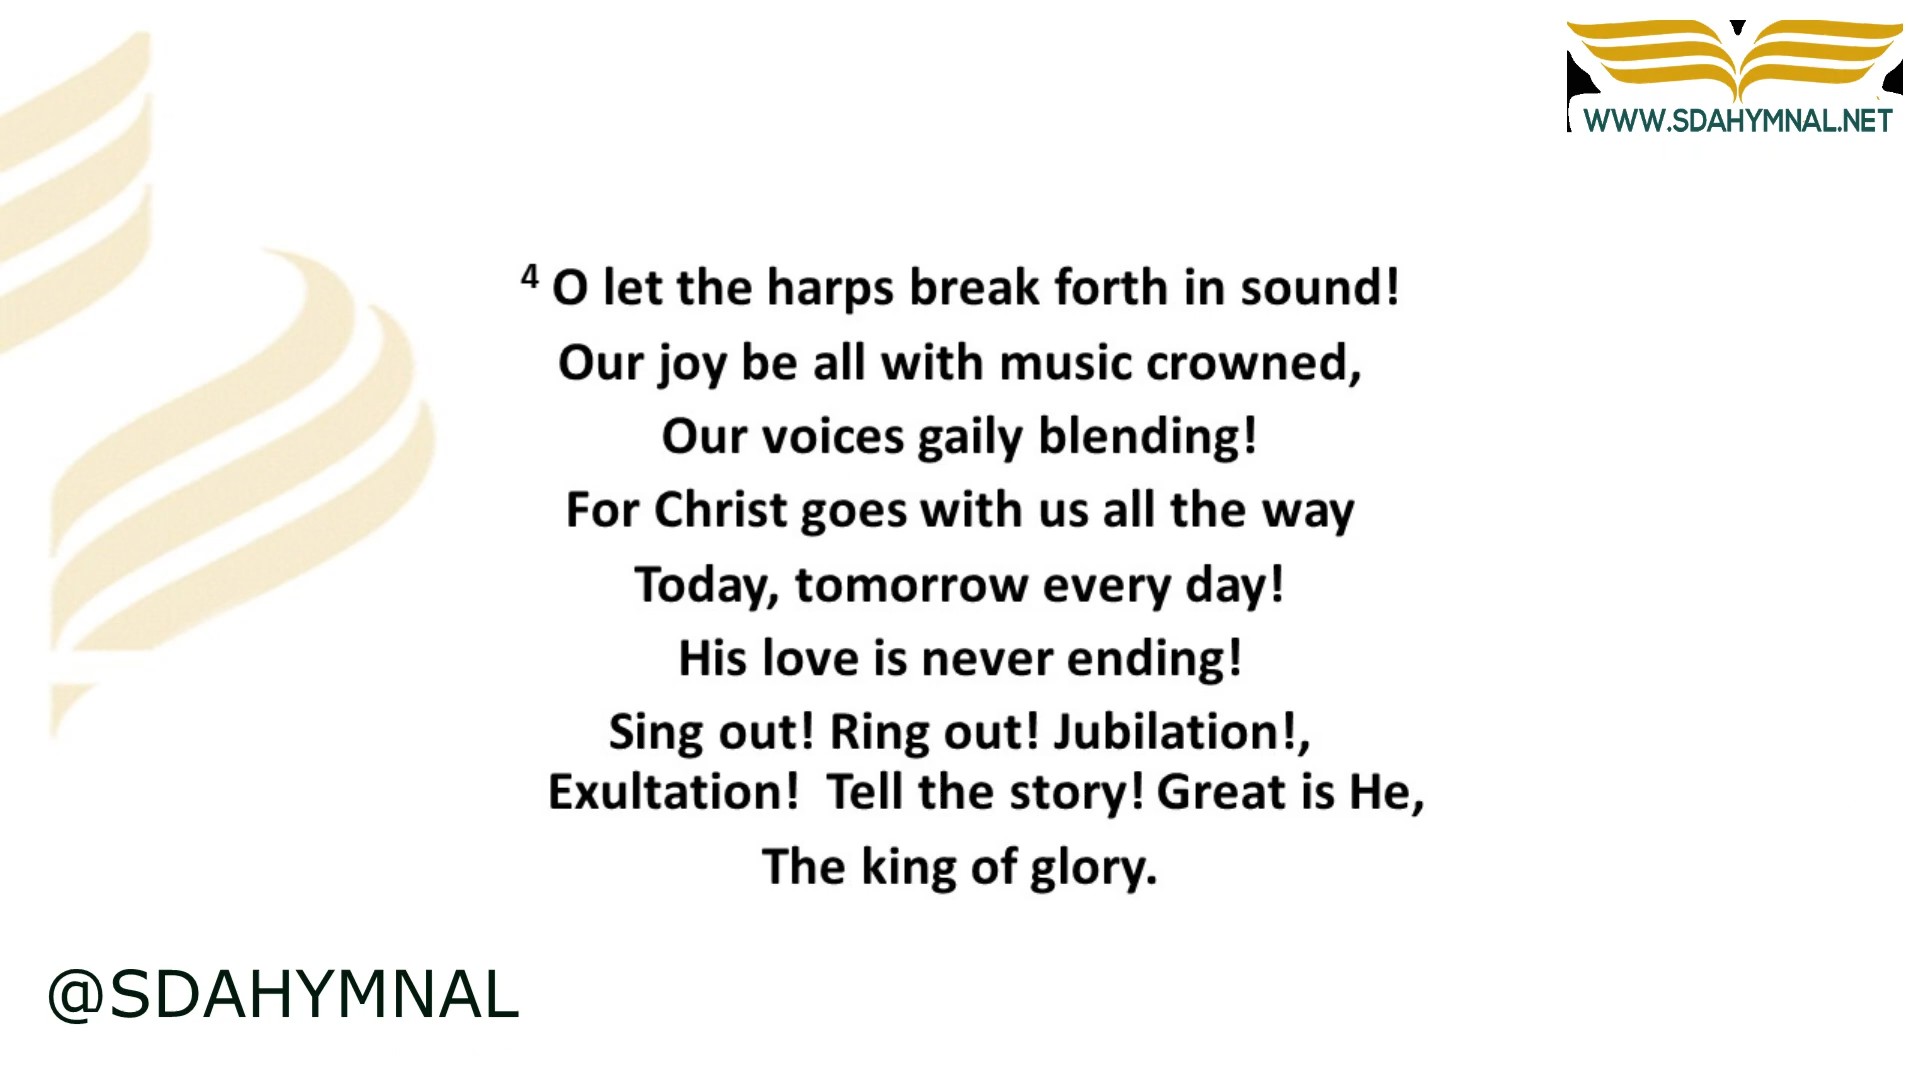 WWW.SDAHYMNAL.NET
4 O let the harps break forth in sound!
Our joy be all with music crowned,
Our voices gaily blending!
For Christ goes with us all the way
Today, tomorrow every day!
His love is never ending!
Sing out! Ring out! Jubilation!,
Exultation!  Tell the story! Great is He,
The king of glory.
@SDAHYMNAL